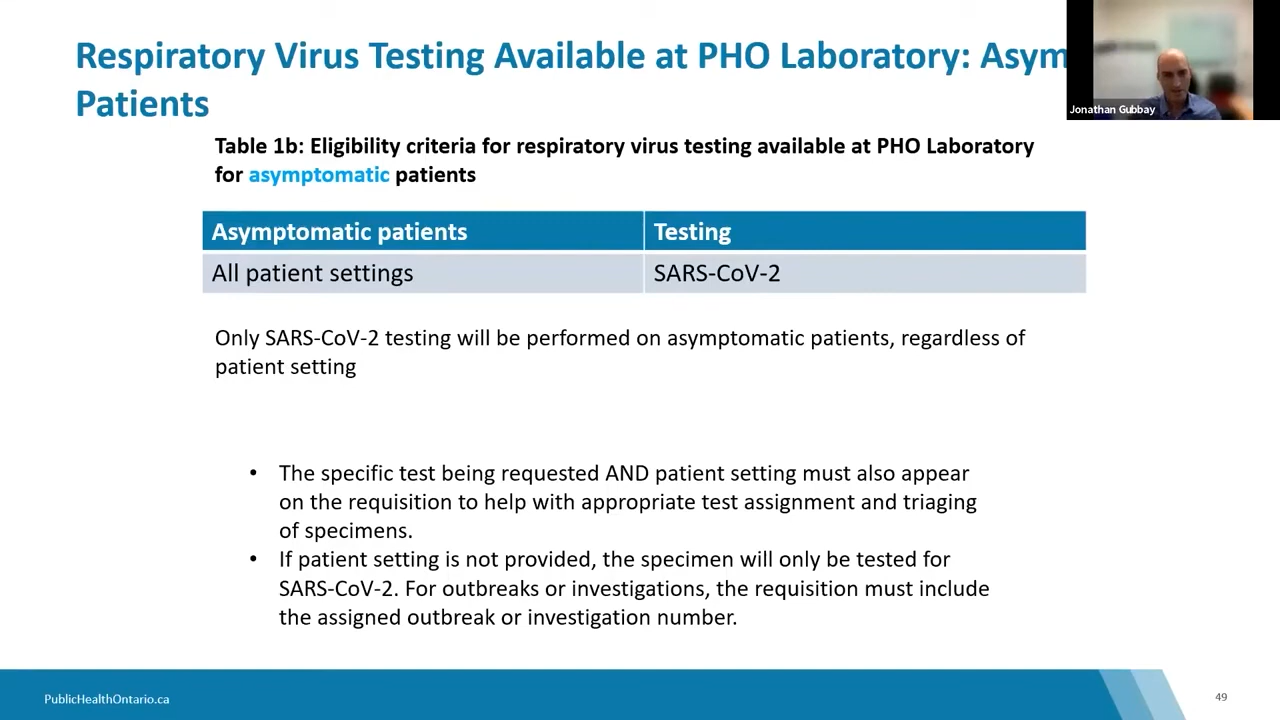 Respiratory Virus Testing Available at PHO Laboratory: Asym
Patients
Jonathan Gubbay
Table 1b: Eligibility criteria for respiratory virus testing available at PHO Laboratory
for asymptomatic patients
Asymptomatic patients Testing
All patient settings SARS-CoV-2
Only SARS-CoV-2 testing will be performed on asymptomatic patients, regardless of
patient setting
• The specific test being requested AND patient setting must also appear
on the requisition to help with appropriate test assignment and triaging
of specimens.
• If patient setting is not provided, the specimen will only be tested for
SARS-CoV-2. For outbreaks or investigations, the requisition must include
the assigned outbreak or investigation number.
PublicHealthOntario.ca
49